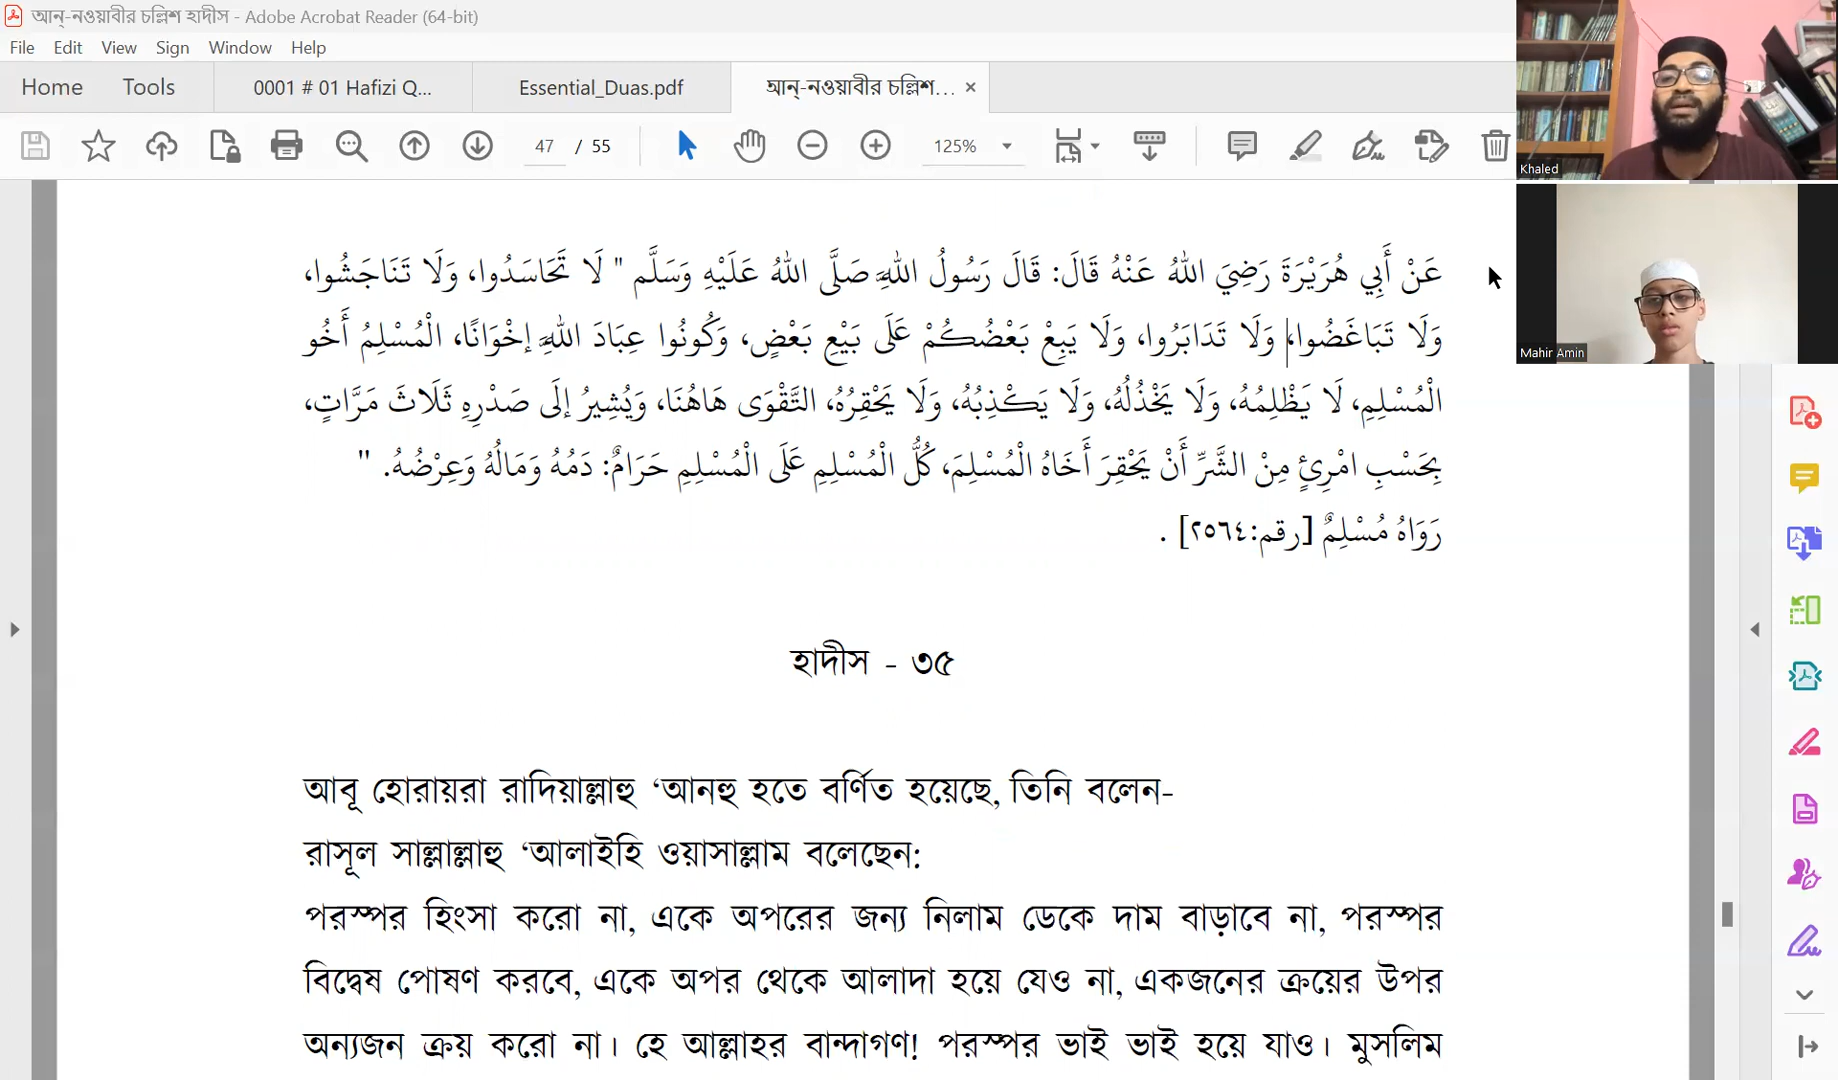 আন্-নওয়াবীর চল্লিশ হাদীস - Adobe Acrobat Reader (64-bit)
File Edit View Sign Window Help
Home Tools 0001 # 01 Hafizi Q... Essential_Duas.pdf আন্-নওয়াবীর চল্লিশ... ×
47 / 55 125%
Khaled
Mahir Amin
عَنْ أَبِي هُرَيْرَةَ رَضِيَ اللهُ عَنْهُ قَالَ: قَالَ رَسُولُ اللهِ صَلَّى اللهُ عَلَيْهِ وَسَلَّم " لَا تَحَاسَدُوا، وَلَا تَنَاجَشُوا،
وَلَا تَبَاغَضُوا، وَلَا تَدَابَرُوا، وَلَا يَبِعْ بَعْضُكُمْ عَلَى بَيْعِ بَعْضٍ، وَكُونُوا عِبَادَ اللهِ إخْوَانًا، الْمُسْلِمُ أَخُو
الْمُسْلِمِ، لَا يَظْلِمُهُ، وَلَا يَخْذُلُهُ، وَلَا يَكْذِبُهُ، وَلَا يَحْقِرُهُ، التَّقْوَى هَاهُنَا، وَيُشِيرُ إلَى صَدْرِهِ ثَلَاثَ مَرَّاتٍ،
بِحَسْبِ امْرِئٍ مِنْ الشَّرِّ أَنْ يَحْقِرَ أَخَاهُ الْمُسْلِمَ، كُلُّ الْمُسْلِمِ عَلَى الْمُسْلِمِ حَرَامٌ: دَمُهُ وَمَالُهُ وَعِرْضُهُ. "
رَوَاهُ مُسْلِمٌ [رقم:٢٥٦٤] .
হাদীস - ৩৫
আবূ হোরায়রা রাদিয়াল্লাহু ‘আনহু হতে বর্ণিত হয়েছে, তিনি বলেন-
রাসূল সাল্লাল্লাহু ‘আলাইহি ওয়াসাল্লাম বলেছেন:
পরস্পর হিংসা করো না, একে অপরের জন্য নিলাম ডেকে দাম বাড়াবে না, পরস্পর
বিদ্বেষ পোষণ করবে, একে অপর থেকে আলাদা হয়ে যেও না, একজনের ক্রয়ের উপর
অন্যজন ক্রয় করো না। হে আল্লাহর বান্দাগণ! পরস্পর ভাই ভাই হয়ে যাও। মুসলিম